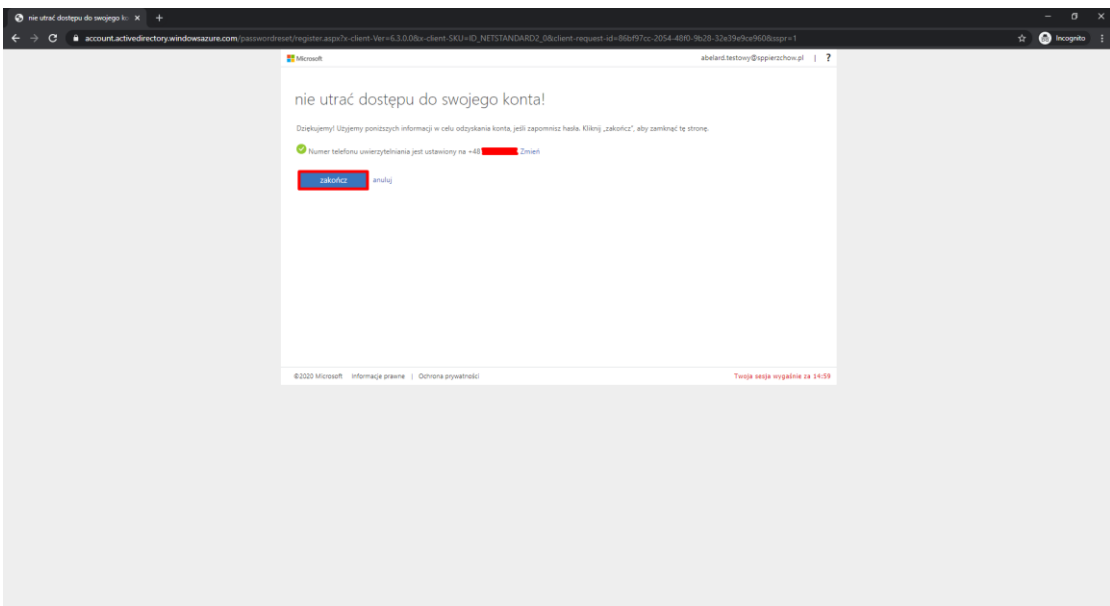 nie utrać dostępu do swojego ko
account.activedirectory.windowsazure.com/passwordreset/register.aspx?x-client-Ver=6.3.0.0&x-client-SKU=ID_NETSTANDARD2_0&client-request-id=86bf97cc-2054-48f0-9b28-32e39e9ce960&sspr=1
Incognito
Microsoft
abelard.testowy@sppierzchow.pl | ?
nie utrać dostępu do swojego konta!
Dziękujemy! Użyjemy poniższych informacji w celu odzyskania konta, jeśli zapomnisz hasła. Kliknij „zakończ”, aby zamknąć tę stronę.
Numer telefonu uwierzytelniania jest ustawiony na +48 Zmień
zakończ anuluj
©2020 Microsoft Informacje prawne | Ochrona prywatności
Twoja sesja wygaśnie za 14:59